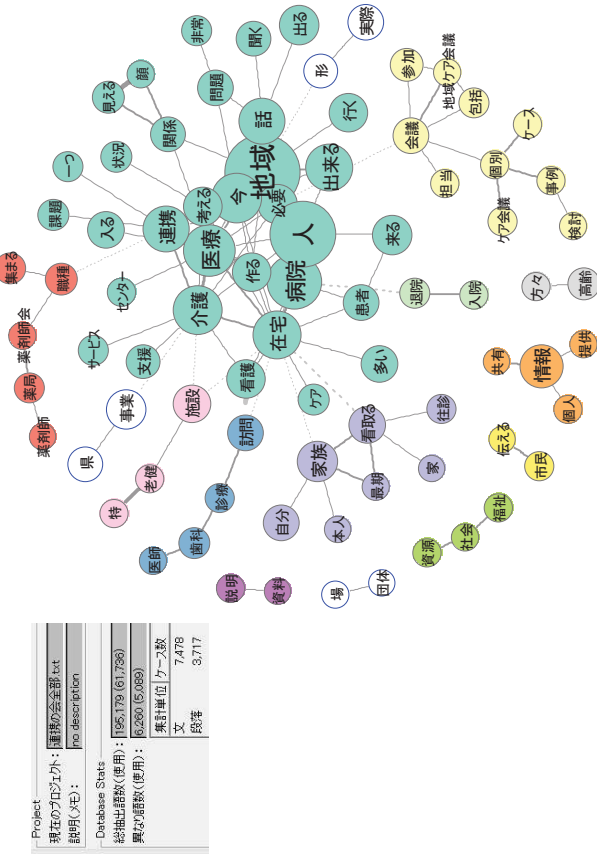 Project
現在のプロジェクト： 連携の会全部.txt
説明(メモ)： no description
Database Stats
総抽出語数(使用)： 195,179 (61,736)
異なり語数(使用)： 6,260 (5,089)
集計単位 ケース数
文 7,478
段落 3,717
実際
形
出る
聞く
非常
問題
話
行く
顔
見える
関係
状況
一つ
課題
入る
連携
考える
今
地域
出来る
必要
医療
人
作る
病院
来る
患者
介護
在宅
センター
サービス
支援
看護
ケア
多い
集まる
職種
薬剤師会
薬局
薬剤師
事業
県
施設
老健
特
訪問
診療
歯科
医師
説明
資料
場
団体
自分
本人
家族
看取る
最期
家
往診
退院
入院
参加
地域ケア会議
包括
会議
担当
個別
ケース
ケア会議
事例
検討
方々
高齢
共有
情報
提供
個人
伝える
市民
福祉
社会
資源